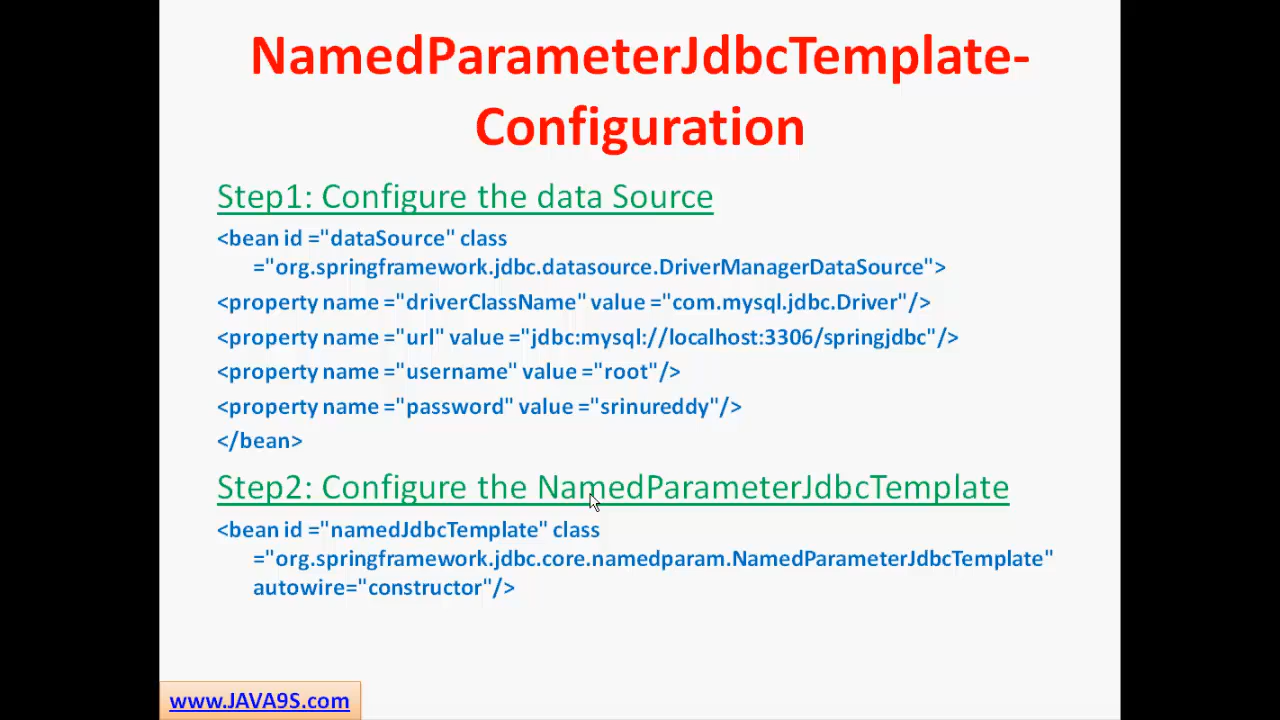 NamedParameterJdbcTemplate-
Configuration
Step1: Configure the data Source
<bean id ="dataSource" class
="org.springframework.jdbc.datasource.DriverManagerDataSource">
<property name ="driverClassName" value ="com.mysql.jdbc.Driver"/>
<property name ="url" value ="jdbc:mysql://localhost:3306/springjdbc"/>
<property name ="username" value ="root"/>
<property name ="password" value ="srinureddy"/>
</bean>
Step2: Configure the NamedParameterJdbcTemplate
<bean id ="namedJdbcTemplate" class
="org.springframework.jdbc.core.namedparam.NamedParameterJdbcTemplate"
autowire="constructor"/>
www.JAVA9S.com